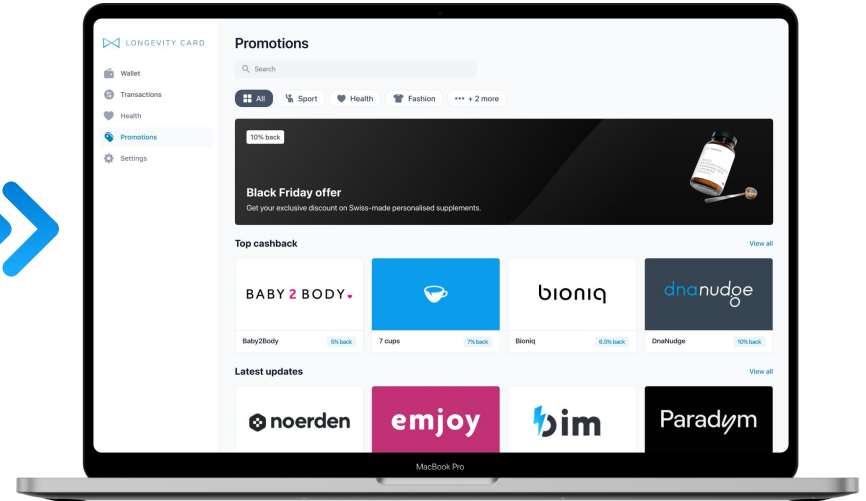 LONGEVITY CARD
Wallet
Transactions
Health
Promotions
Settings
Promotions
Search
All
Sport
Health
Fashion
+ 2 more
10% back
Black Friday offer
Get your exclusive discount on Swiss-made personalised supplements.
Top cashback
View all
BABY 2 BODY
bioniq
dnanudge
Baby2Body
5% back
7 cups
7% back
Bioniq
6.5% back
DnaNudge
10% back
Latest updates
View all
noerden
emjoy
bim
Paradym
MacBook Pro